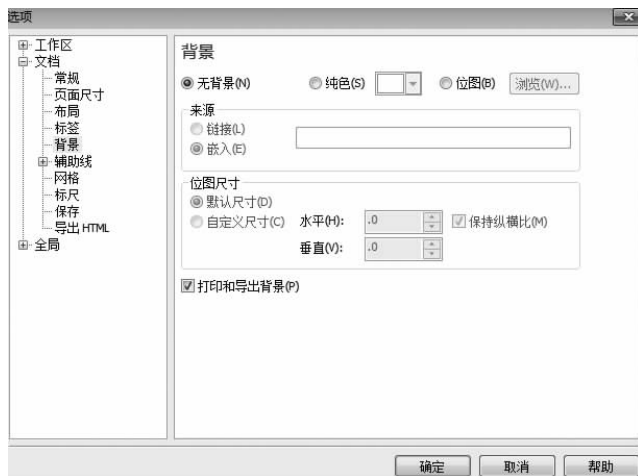 选项
工作区
文档
常规
页面尺寸
布局
标签
背景
辅助线
网格
标尺
保存
导出 HTML
全局
背景
无背景(N) 纯色(S) 位图(B) 浏览(W)...
来源
链接(L)
嵌入(E)
位图尺寸
默认尺寸(D)
自定义尺寸(C) 水平(H): .0 保持纵横比(M)
垂直(V): .0
打印和导出背景(P)
确定 取消 帮助